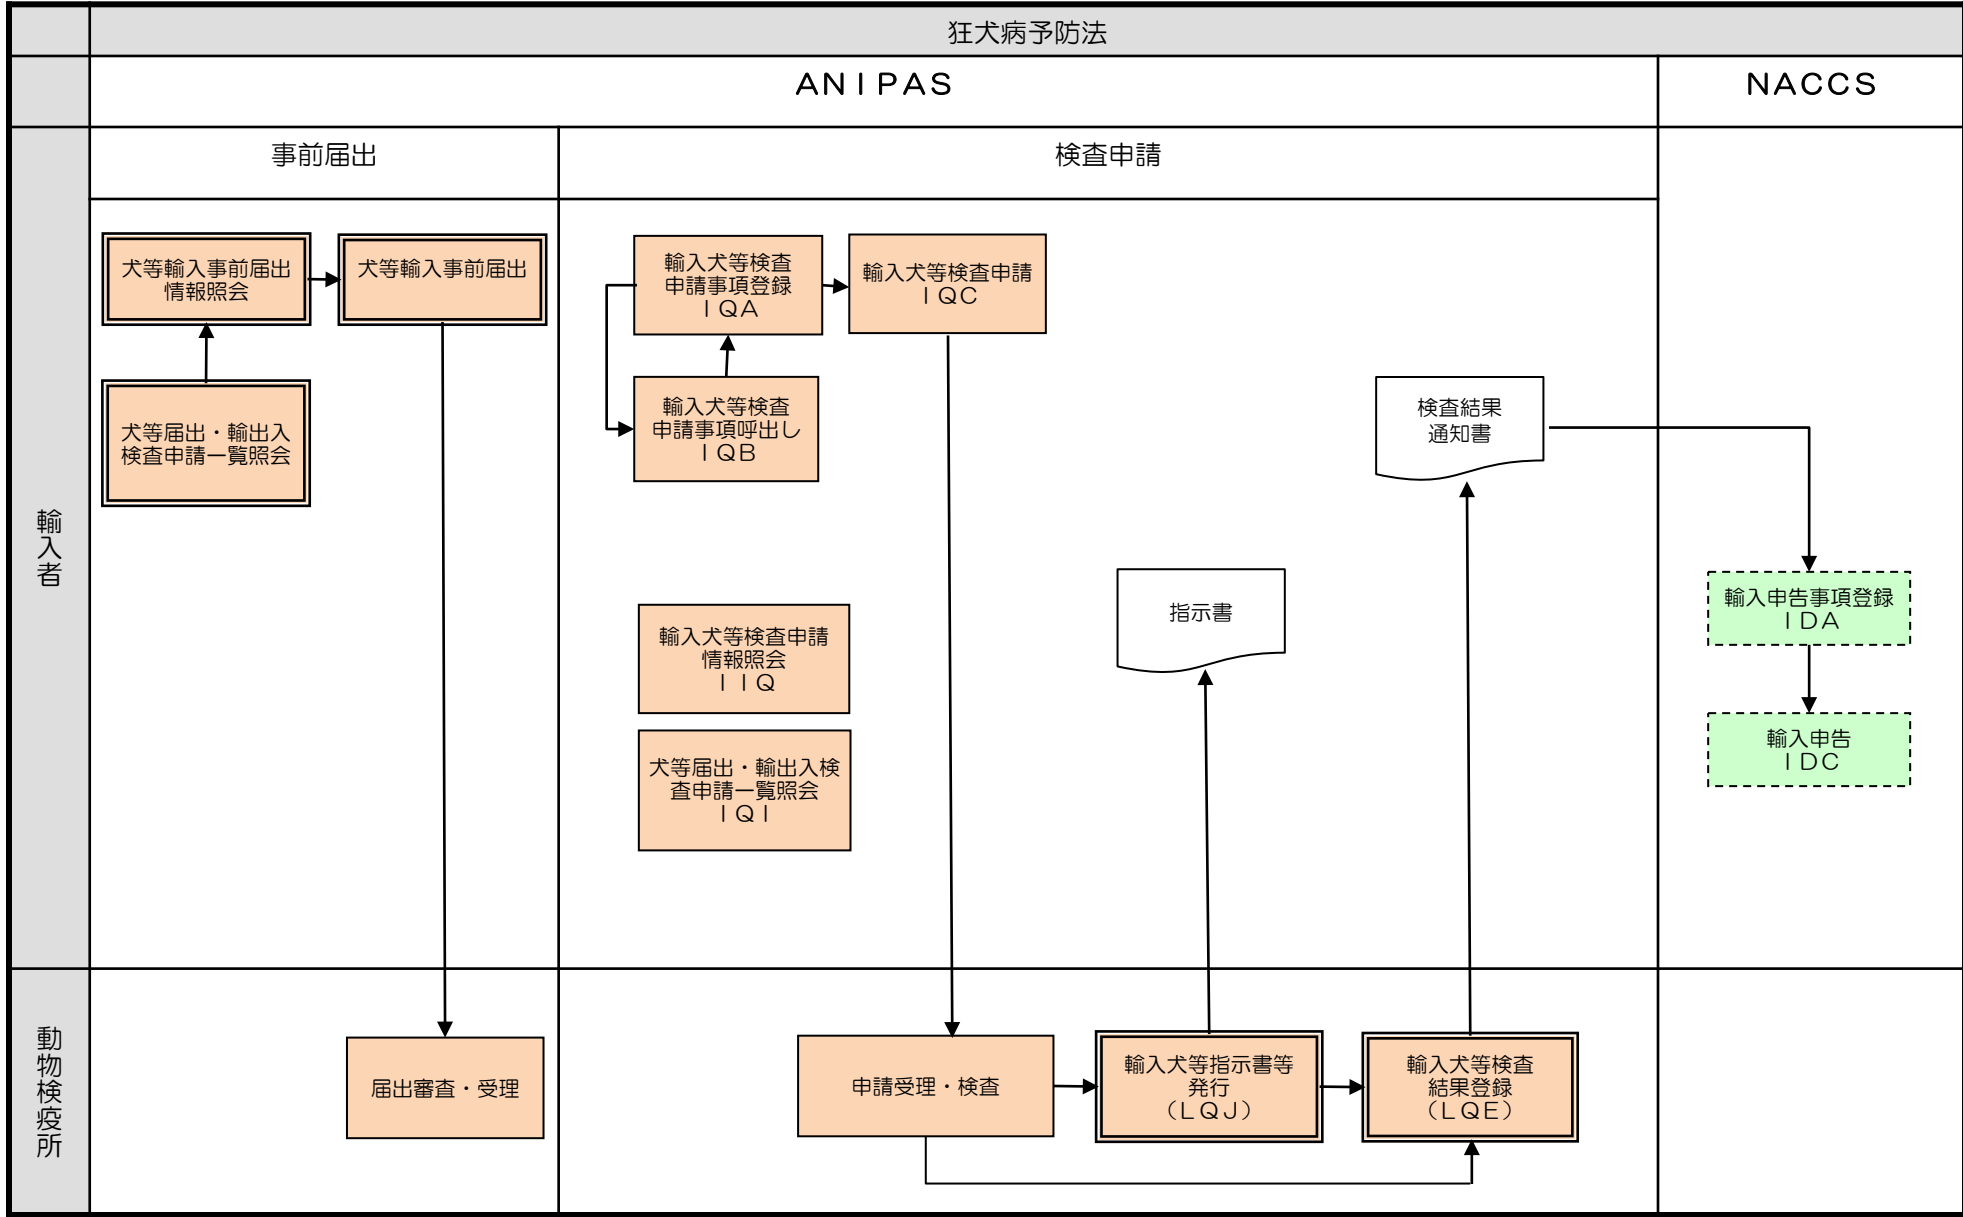 狂犬病予防法
ＡＮＩＰＡＳ
ＮＡＣＣＳ
事前届出
検査申請
輸入者
犬等輸入事前届出
情報照会
犬等輸入事前届出
犬等届出・輸出入
検査申請一覧照会
輸入犬等検査
申請事項登録
ＩＱＡ
輸入犬等検査申請
ＩＱＣ
輸入犬等検査
申請事項呼出し
ＩＱＢ
検査結果
通知書
輸入犬等検査申請
情報照会
ＩＩＱ
犬等届出・輸出入検
査申請一覧照会
ＩＱＩ
指示書
輸入申告事項登録
ＩＤＡ
輸入申告
ＩＤＣ
動物検疫所
届出審査・受理
申請受理・検査
輸入犬等指示書等
発行
（ＬＱＪ）
輸入犬等検査
結果登録
（ＬＱＥ）